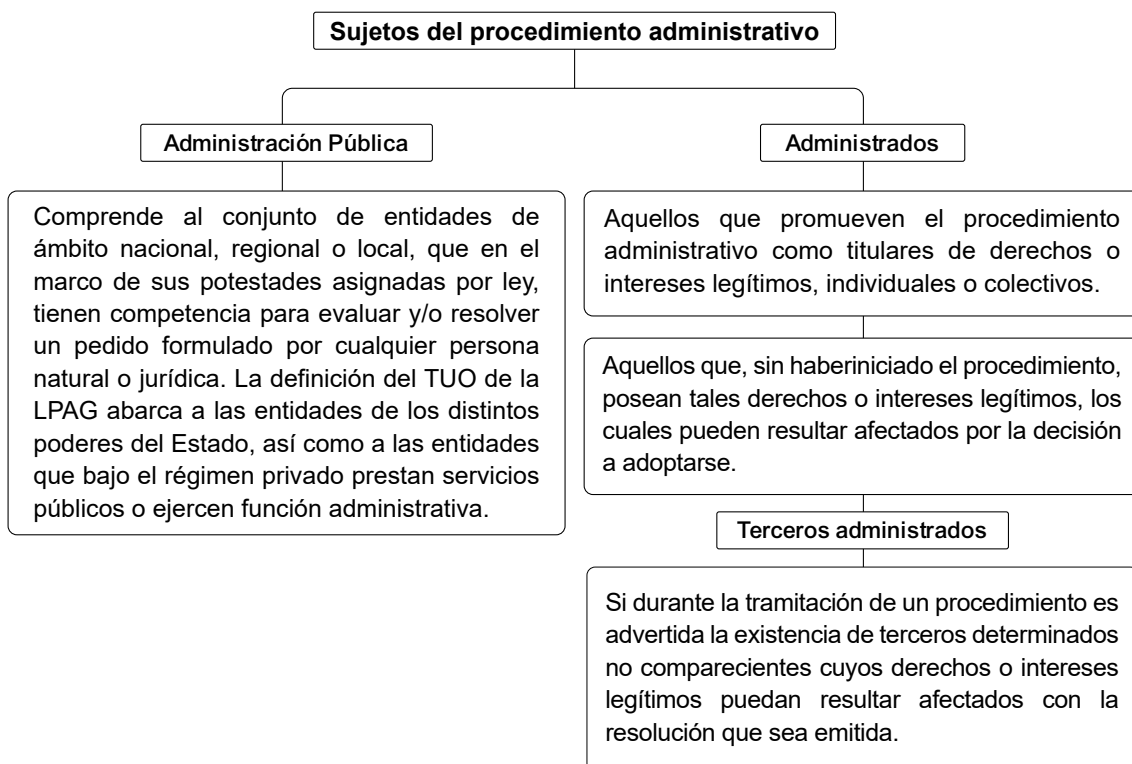 Sujetos del procedimiento administrativo
Administración Pública
Comprende al conjunto de entidades de
ámbito nacional, regional o local, que en el
marco de sus potestades asignadas por ley,
tienen competencia para evaluar y/o resolver
un pedido formulado por cualquier persona
natural o jurídica. La definición del TUO de la
LPAG abarca a las entidades de los distintos
poderes del Estado, así como a las entidades
que bajo el régimen privado prestan servicios
públicos o ejercen función administrativa.
Administrados
Aquellos que promueven el procedimiento
administrativo como titulares de derechos o
intereses legítimos, individuales o colectivos.
Aquellos que, sin haberiniciado el procedimiento,
posean tales derechos o intereses legítimos, los
cuales pueden resultar afectados por la decisión
a adoptarse.
Terceros administrados
Si durante la tramitación de un procedimiento es
advertida la existencia de terceros determinados
no comparecientes cuyos derechos o intereses
legítimos puedan resultar afectados con la
resolución que sea emitida.